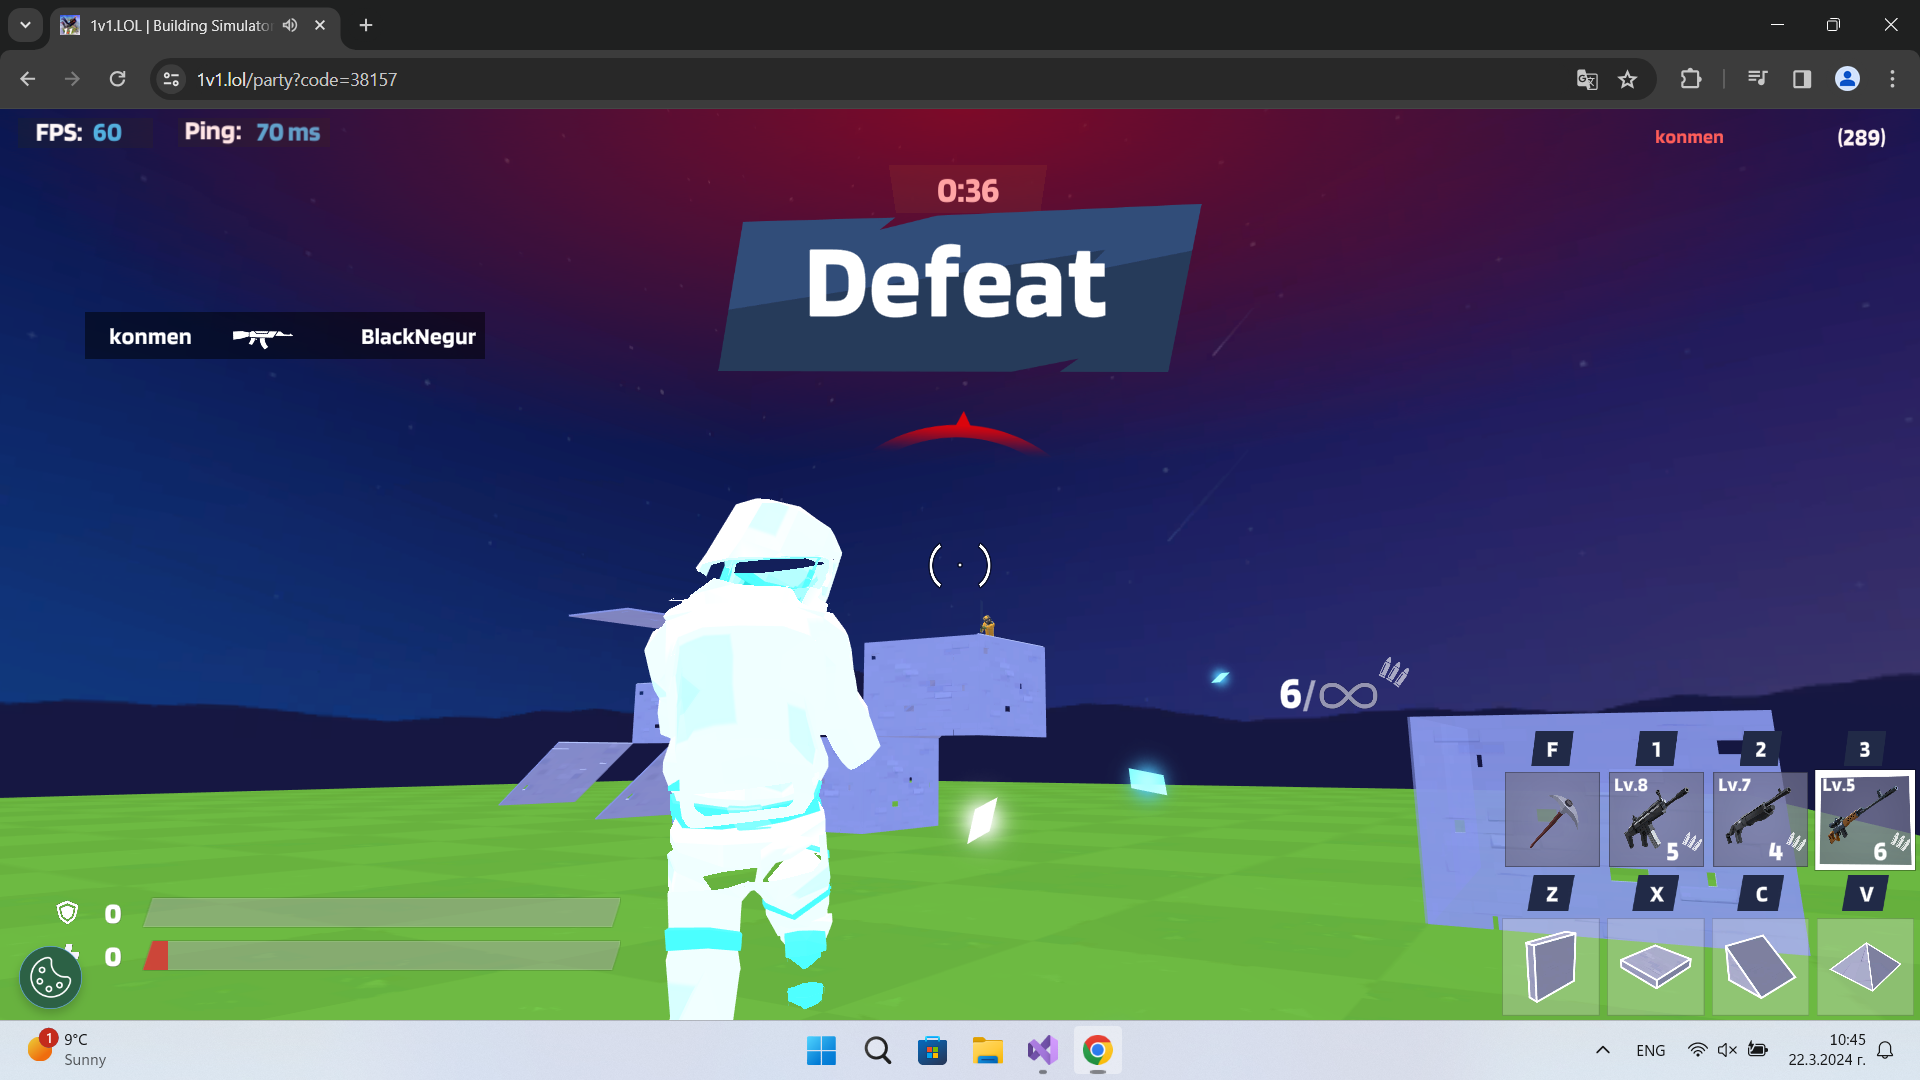 1v1.LOL | Building Simulator
1v1.lol/party?code=38157
FPS: 60
Ping: 70 ms
konmen
(289)
0:36
Defeat
konmen
BlackNegur
6/∞
F
1
2
3
Lv.8
Lv.7
Lv.5
5
4
6
Z
X
C
V
0
0
1
9°C
Sunny
ENG
10:45
22.3.2024 г.